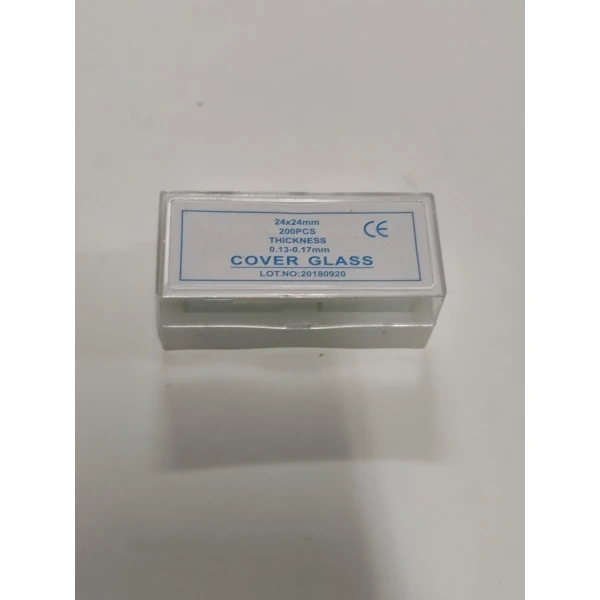 24x24mm
200PCS
THICKNESS
0.13-0.17mm
COVER GLASS
LOT.NO:20180920
CE